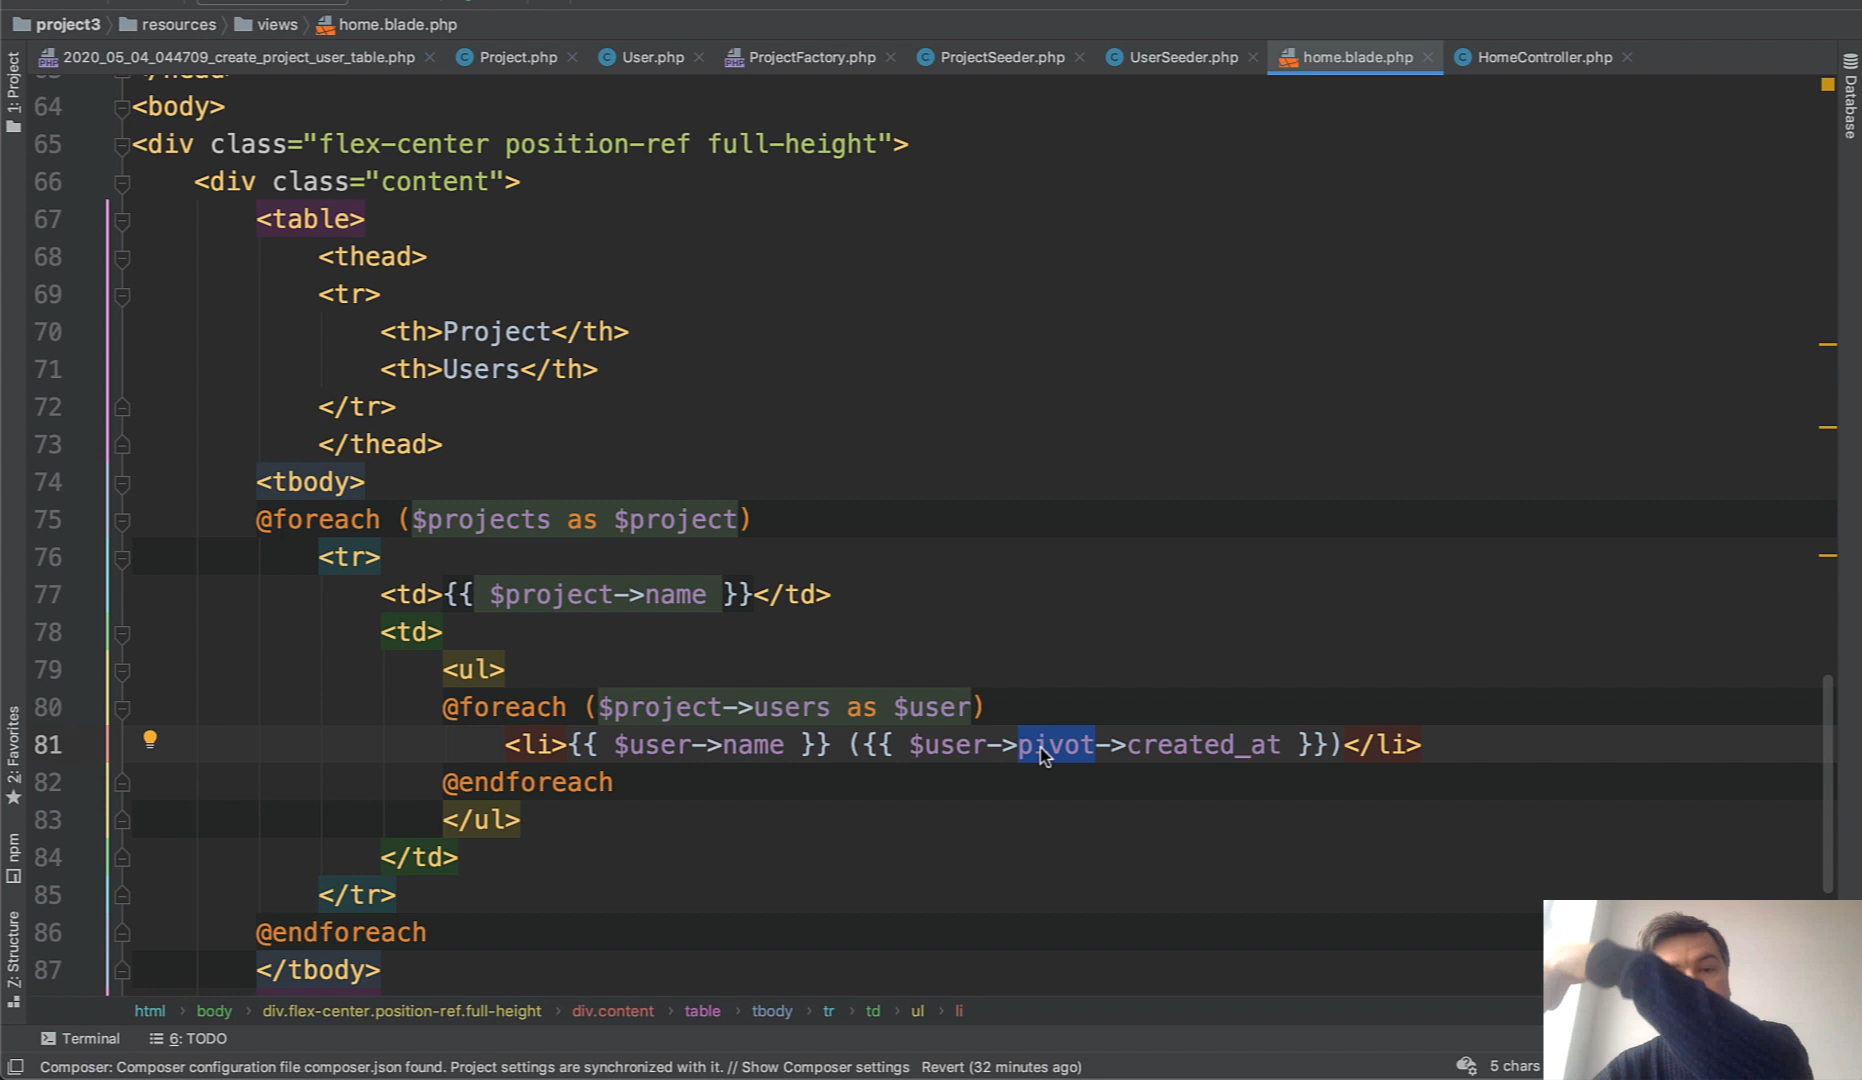 project3 resources views home.blade.php
2020_05_04_044709_create_project_user_table.php Project.php User.php ProjectFactory.php ProjectSeeder.php UserSeeder.php home.blade.php HomeController.php
1: Project
Database
64 <body>
65 <div class="flex-center position-ref full-height">
66 <div class="content">
67 <table>
68 <thead>
69 <tr>
70 <th>Project</th>
71 <th>Users</th>
72 </tr>
73 </thead>
74 <tbody>
75 @foreach ($projects as $project)
76 <tr>
77 <td>{{ $project->name }}</td>
78 <td>
79 <ul>
80 @foreach ($project->users as $user)
81 <li>{{ $user->name }} ({{ $user->pivot->created_at }})</li>
82 @endforeach
83 </ul>
84 </td>
85 </tr>
86 @endforeach
87 </tbody>
2: Favorites
npm
Z: Structure
html body div.flex-center.position-ref.full-height div.content table tbody tr td ul li
Terminal 6: TODO
Composer: Composer configuration file composer.json found. Project settings are synchronized with it. // Show Composer settings Revert (32 minutes ago) 5 chars